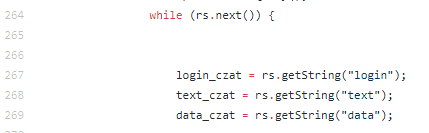 264 while (rs.next()) {
265
266
267 login_czat = rs.getString("login");
268 text_czat = rs.getString("text");
269 data_czat = rs.getString("data");